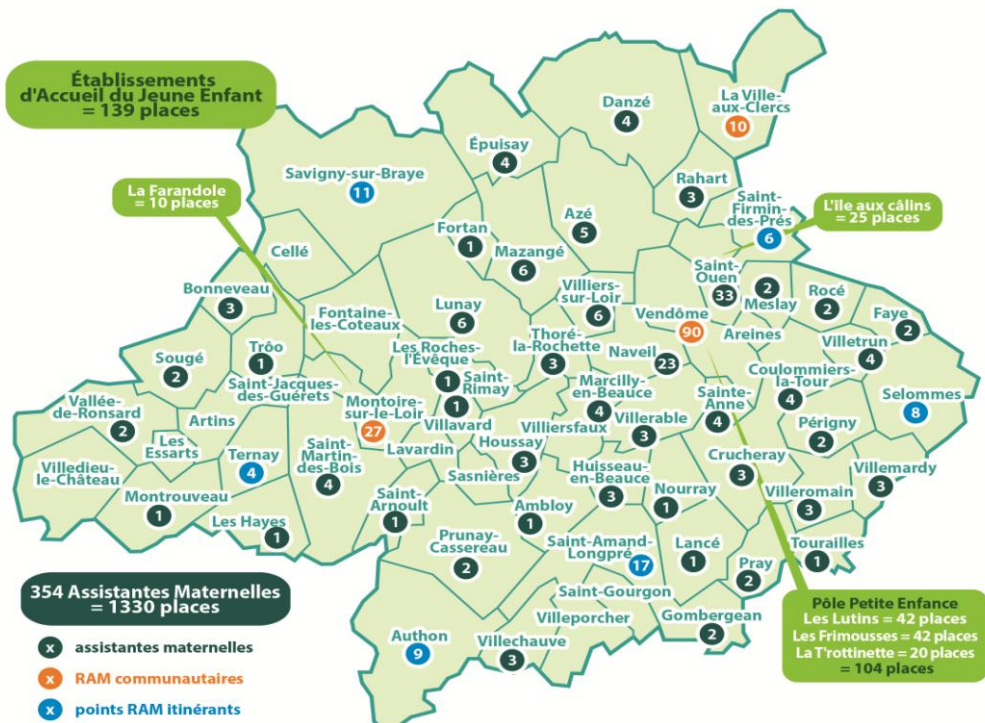 Établissements
d'Accueil du Jeune Enfant
= 139 places
Danzé
4
La Ville-
aux-Clercs
10
Épuisay
4
Savigny-sur-Braye
11
Rahart
3
La Farandole
= 10 places
Saint-
Firmin-
des-Prés
6
L'île aux câlins
= 25 places
Azé
5
Fortan
1
Mazangé
6
Cellé
Bonneveau
3
Saint-
Ouen
33
2
Meslay
Rocé
2
Faye
2
Fontaine-
les-Coteaux
Lunay
6
Villiers-
sur-Loir
6
Vendôme
90
Areines
Villetrun
4
Sougé
2
Trôo
1
Saint-Jacques-
des-Guérets
Les Roches-
l'Évêque
1
Thoré-
la-Rochette
3
Naveil
23
Coulommiers-
la-Tour
4
Selommes
8
Vallée-
de-Ronsard
2
Artins
Montoire-
sur-le-Loir
27
Saint-
Rimay
1
Villavard
Marcilly-
en-Beauce
4
Villiersfaux
Villerable
3
Sainte-
Anne
4
Périgny
2
Les
Essarts
Ternay
4
Saint-
Martin-
des-Bois
4
Lavardin
Houssay
3
Crucheray
3
Villemardy
3
Villedieu-
le-Château
Sasnières
Huisseau-
en-Beauce
3
Montrouveau
1
Les Hayes
1
Saint-
Arnoult
1
Ambloy
1
Nourray
1
Villeromain
3
Prunay-
Cassereau
2
Saint-Amand-
Longpré
17
Lancé
1
Pray
2
Tourailles
1
354 Assistantes Maternelles
= 1330 places
Saint-Gourgon
Villeporcher
Gombergean
2
Pôle Petite Enfance
Les Lutins = 42 places
Les Frimousses = 42 places
La T'rottinette = 20 places
= 104 places
Authon
9
Villechauve
3
x assistantes maternelles
x RAM communautaires
x points RAM itinérants